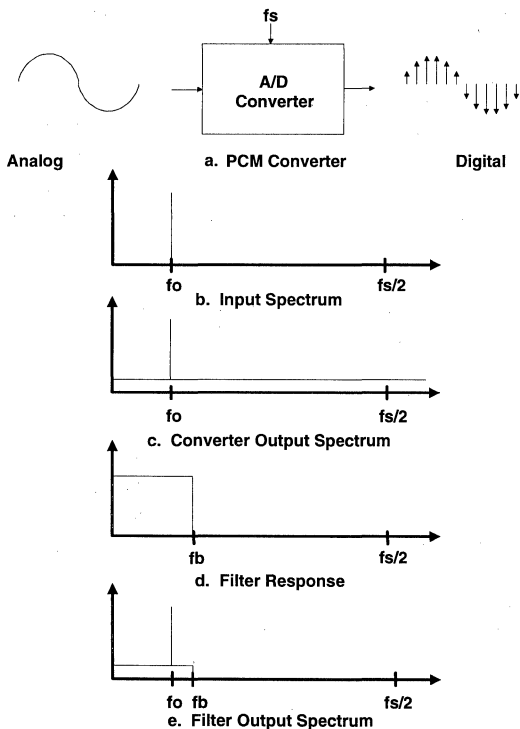 fs
A/D
Converter
Analog
a. PCM Converter
Digital
fo
fs/2
b. Input Spectrum
fo
fs/2
c. Converter Output Spectrum
fb
fs/2
d. Filter Response
fo fb
fs/2
e. Filter Output Spectrum